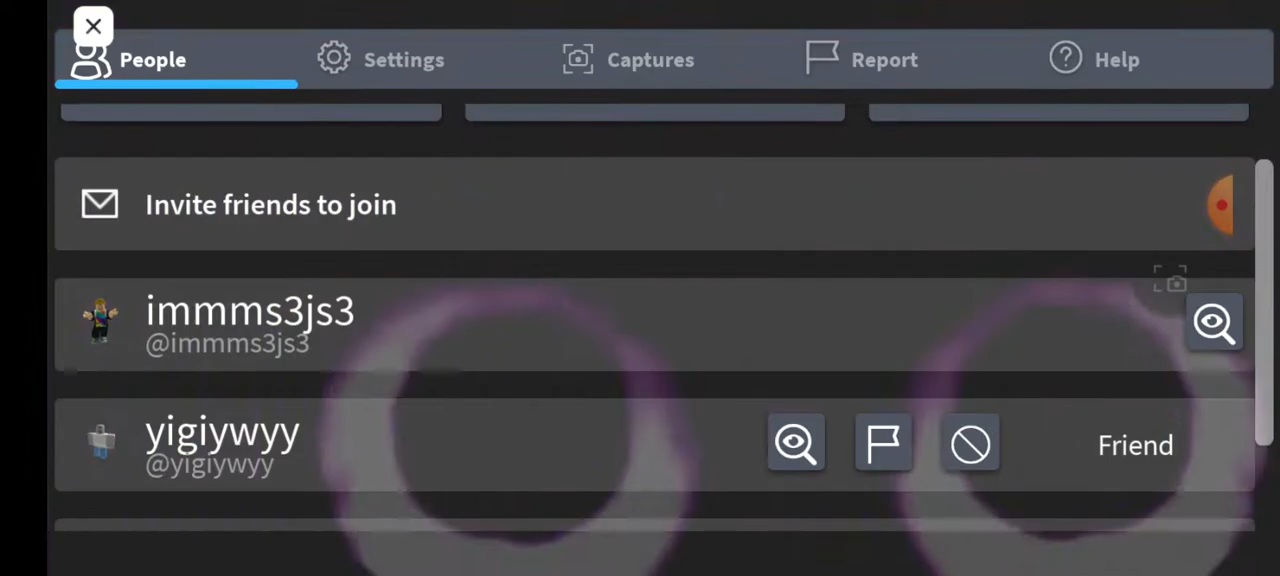 People
Settings
Captures
Report
Help
Invite friends to join
immms3js3
@immms3js3
yigiywyy
@yigiywyy
Friend